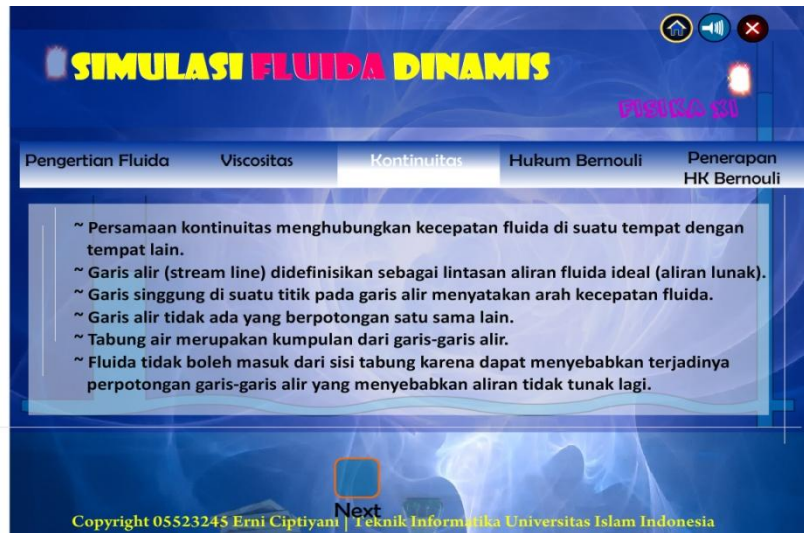 SIMULASI FLUIDA DINAMIS
FISIKA XI
Pengertian Fluida Viscositas Kontinuitas Hukum Bernouli Penerapan
HK Bernouli
~ Persamaan kontinuitas menghubungkan kecepatan fluida di suatu tempat dengan
tempat lain.
~ Garis alir (stream line) didefinisikan sebagai lintasan aliran fluida ideal (aliran lunak).
~ Garis singgung di suatu titik pada garis alir menyatakan arah kecepatan fluida.
~ Garis alir tidak ada yang berpotongan satu sama lain.
~ Tabung air merupakan kumpulan dari garis-garis alir.
~ Fluida tidak boleh masuk dari sisi tabung karena dapat menyebabkan terjadinya
perpotongan garis-garis alir yang menyebabkan aliran tidak tunak lagi.
Next
Copyright 05523245 Erni Ciptiyani | Teknik Informatika Universitas Islam Indonesia